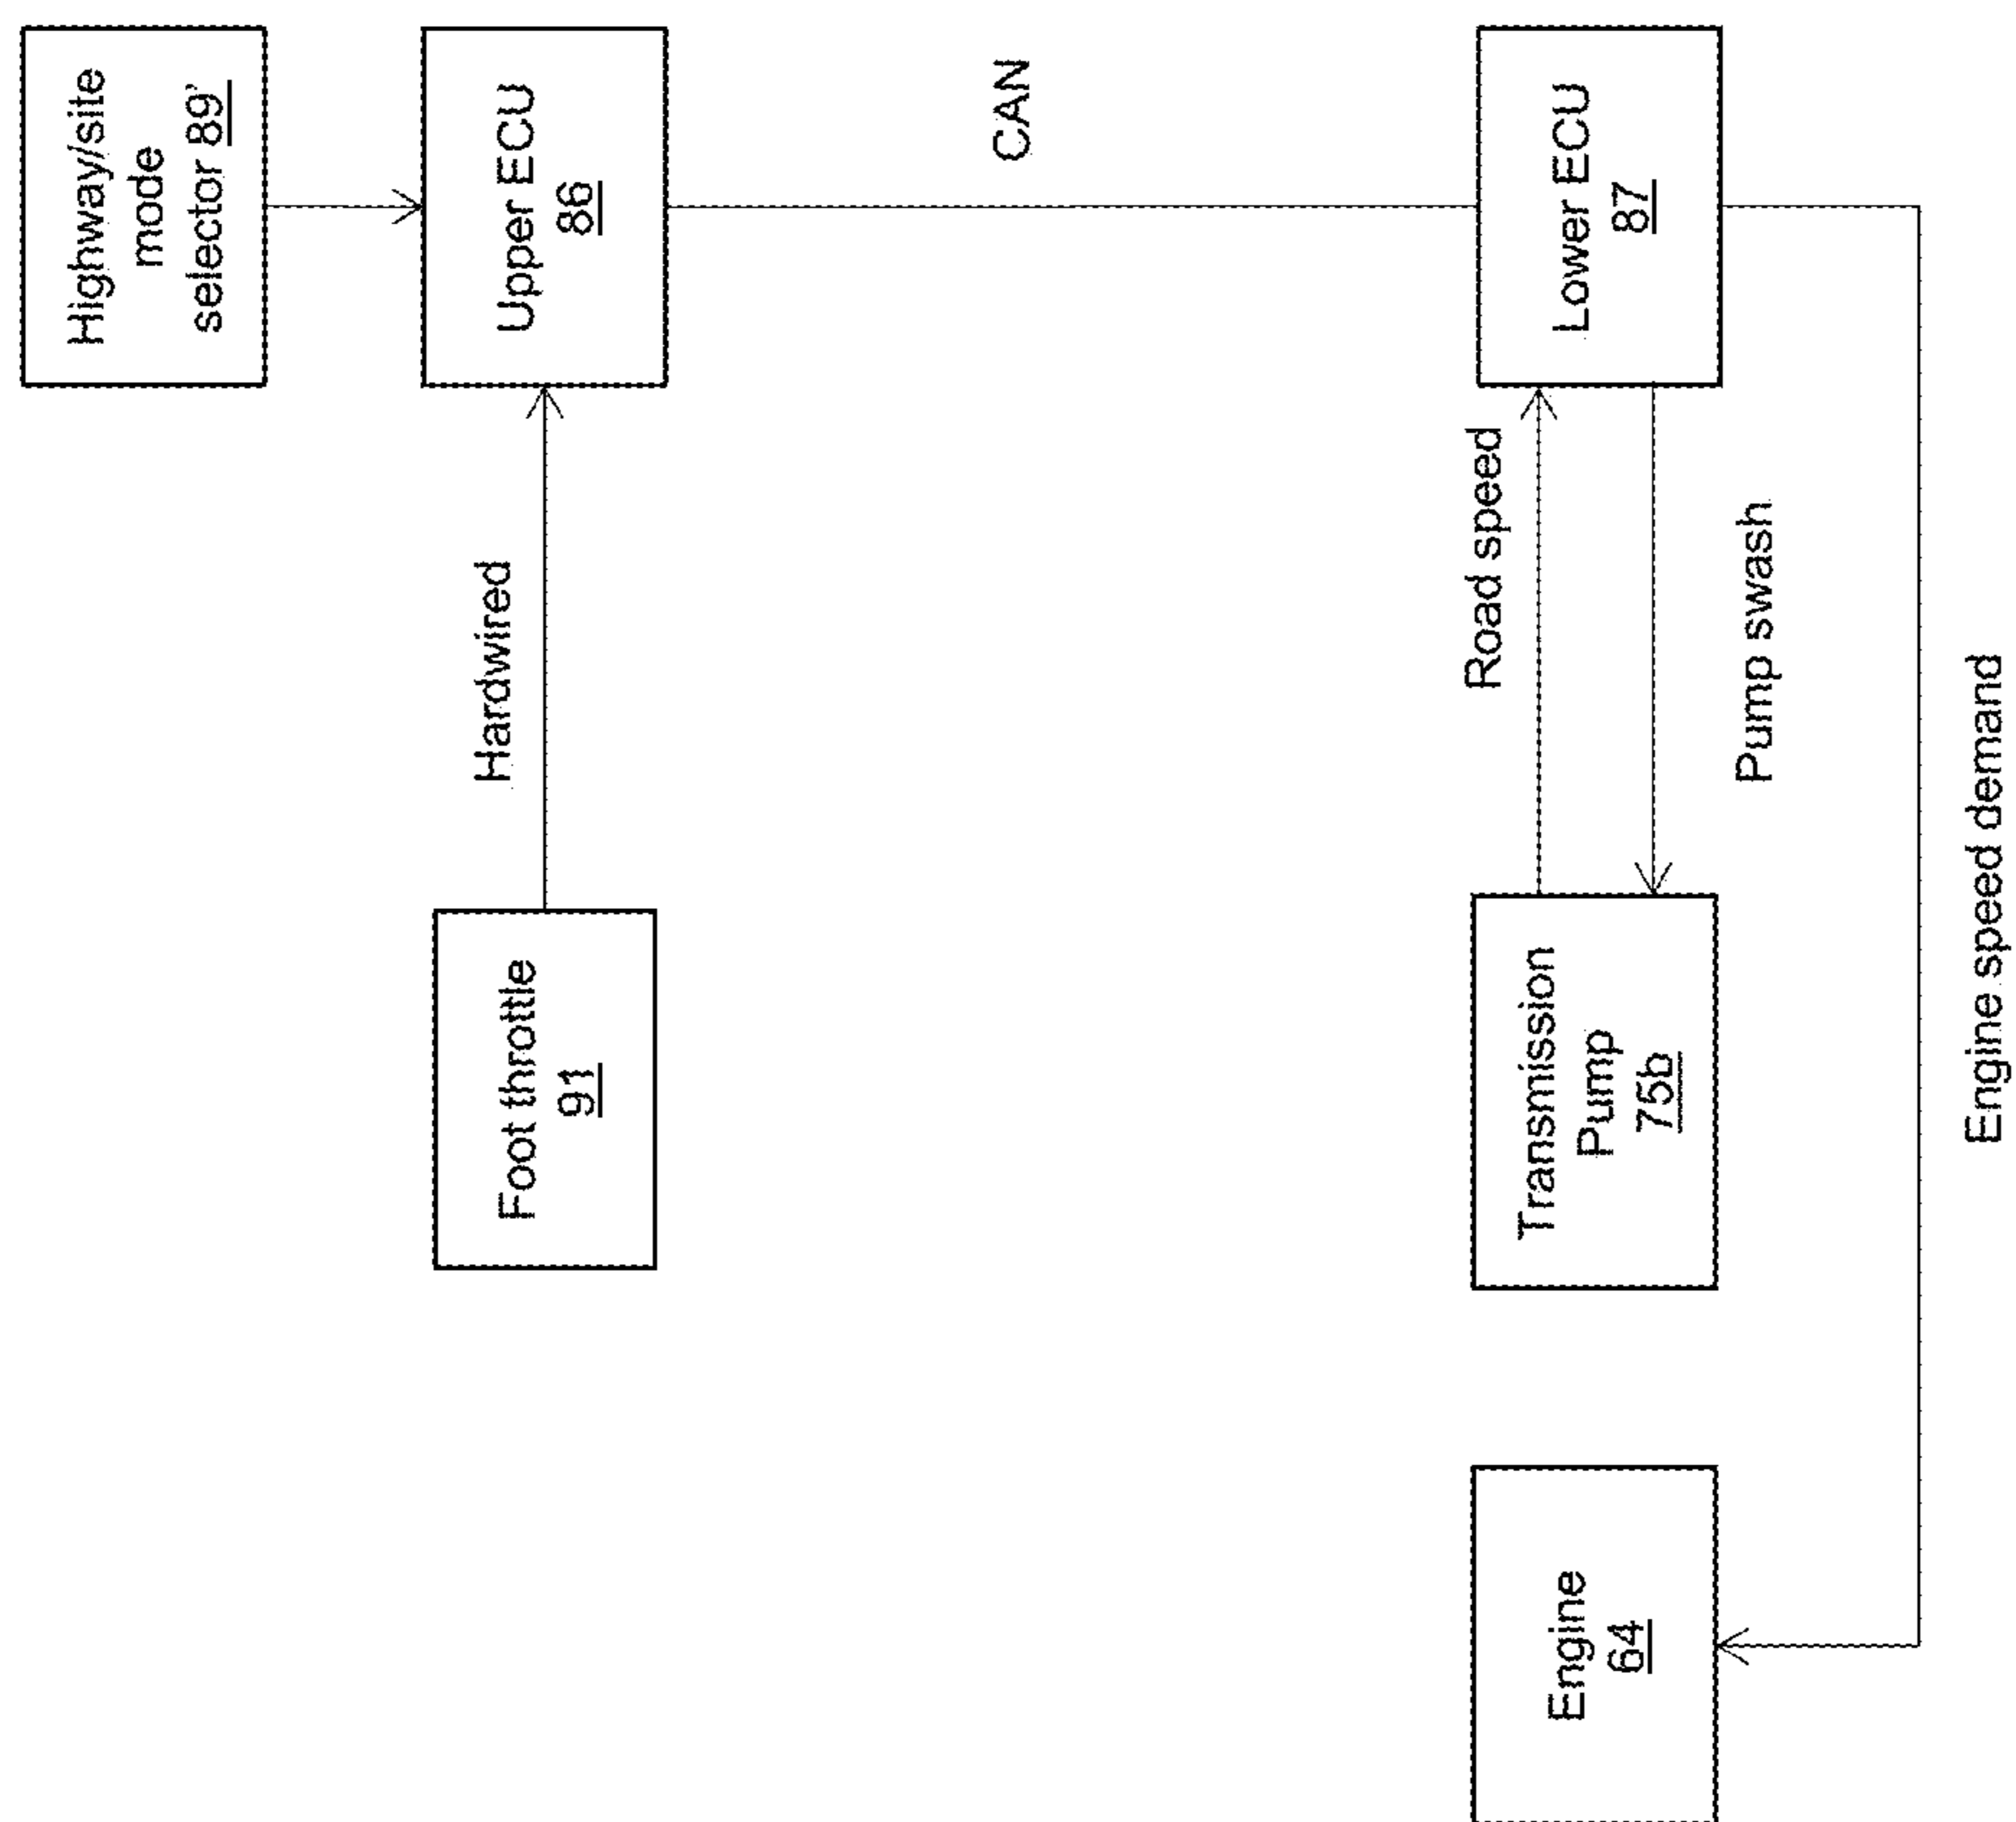 Highway/site
mode
selector 89'
Upper ECU
86
CAN
Lower ECU
87
Hardwired
Road speed
Pump swash
Foot throttle
91
Transmission
Pump
75b
Engine speed demand
Engine
64